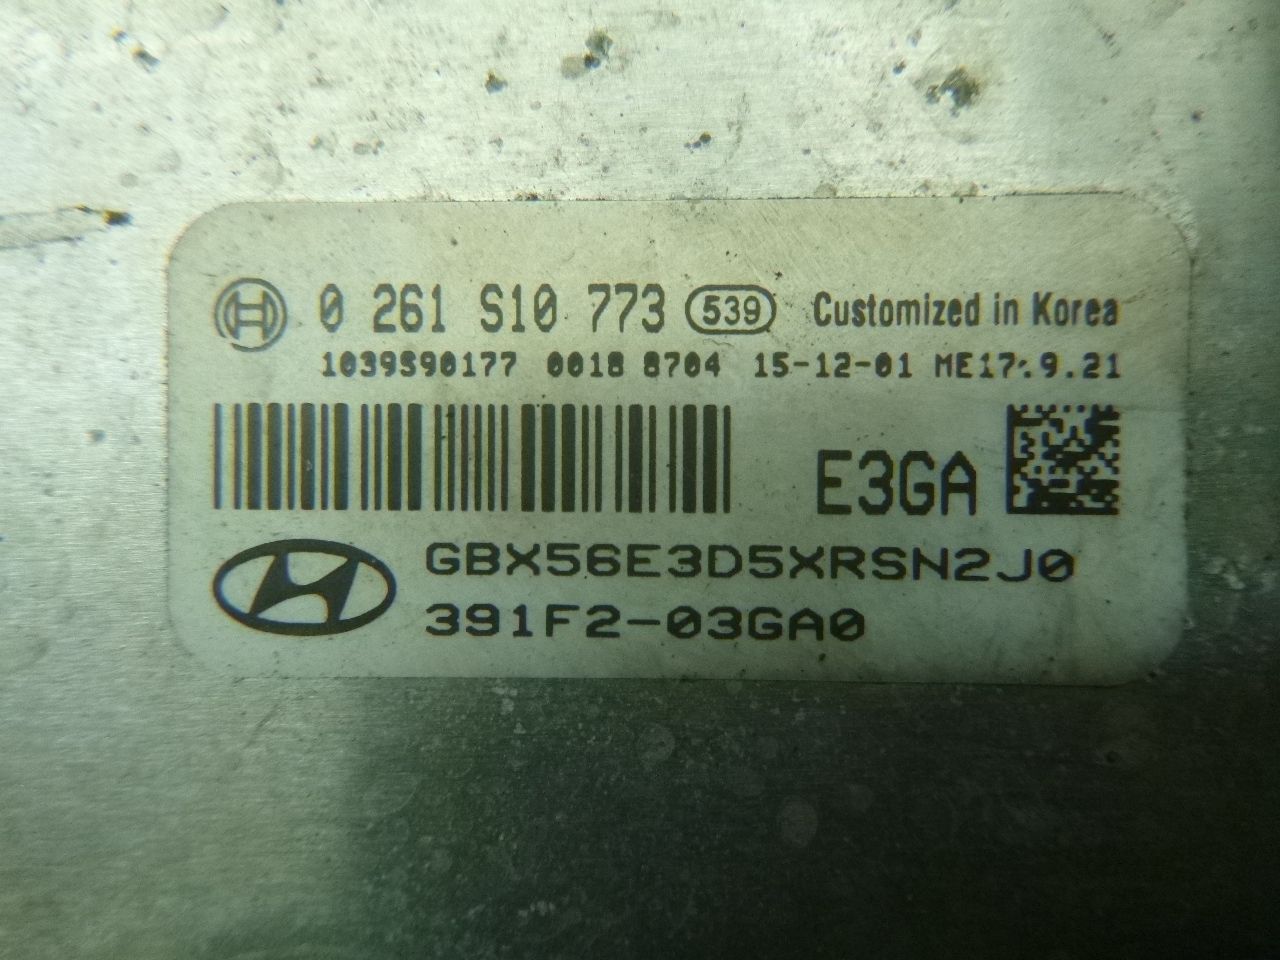 0 261 S10 773 539 Customized in Korea
1039S90177 0018 8704 15-12-01 ME17.9.21
E3GA
GBX56E3D5XRSN2J0
391F2-03GA0